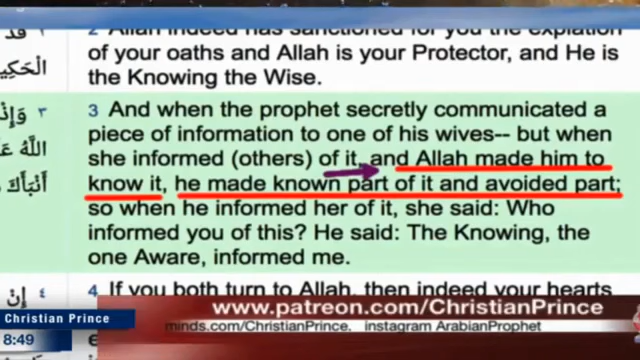 2 Allah indeed has sanctioned for you the expiation
of your oaths and Allah is your Protector, and He is
the Knowing the Wise.
قَدْ
الْحَكِي
3 And when the prophet secretly communicated a
piece of information to one of his wives-- but when
she informed (others) of it, and Allah made him to
know it, he made known part of it and avoided part;
so when he informed her of it, she said: Who
informed you of this? He said: The Knowing, the
one Aware, informed me.
٣ وَإِذْ
اللَّهُ عَ
أَنْبَأَكَ
4 If you both turn to Allah, then indeed your hearts
٤ إِنْ
www.patreon.com/ChristianPrince
minds.com/ChristianPrince. instagram ArabianProphet
Christian Prince
8:49